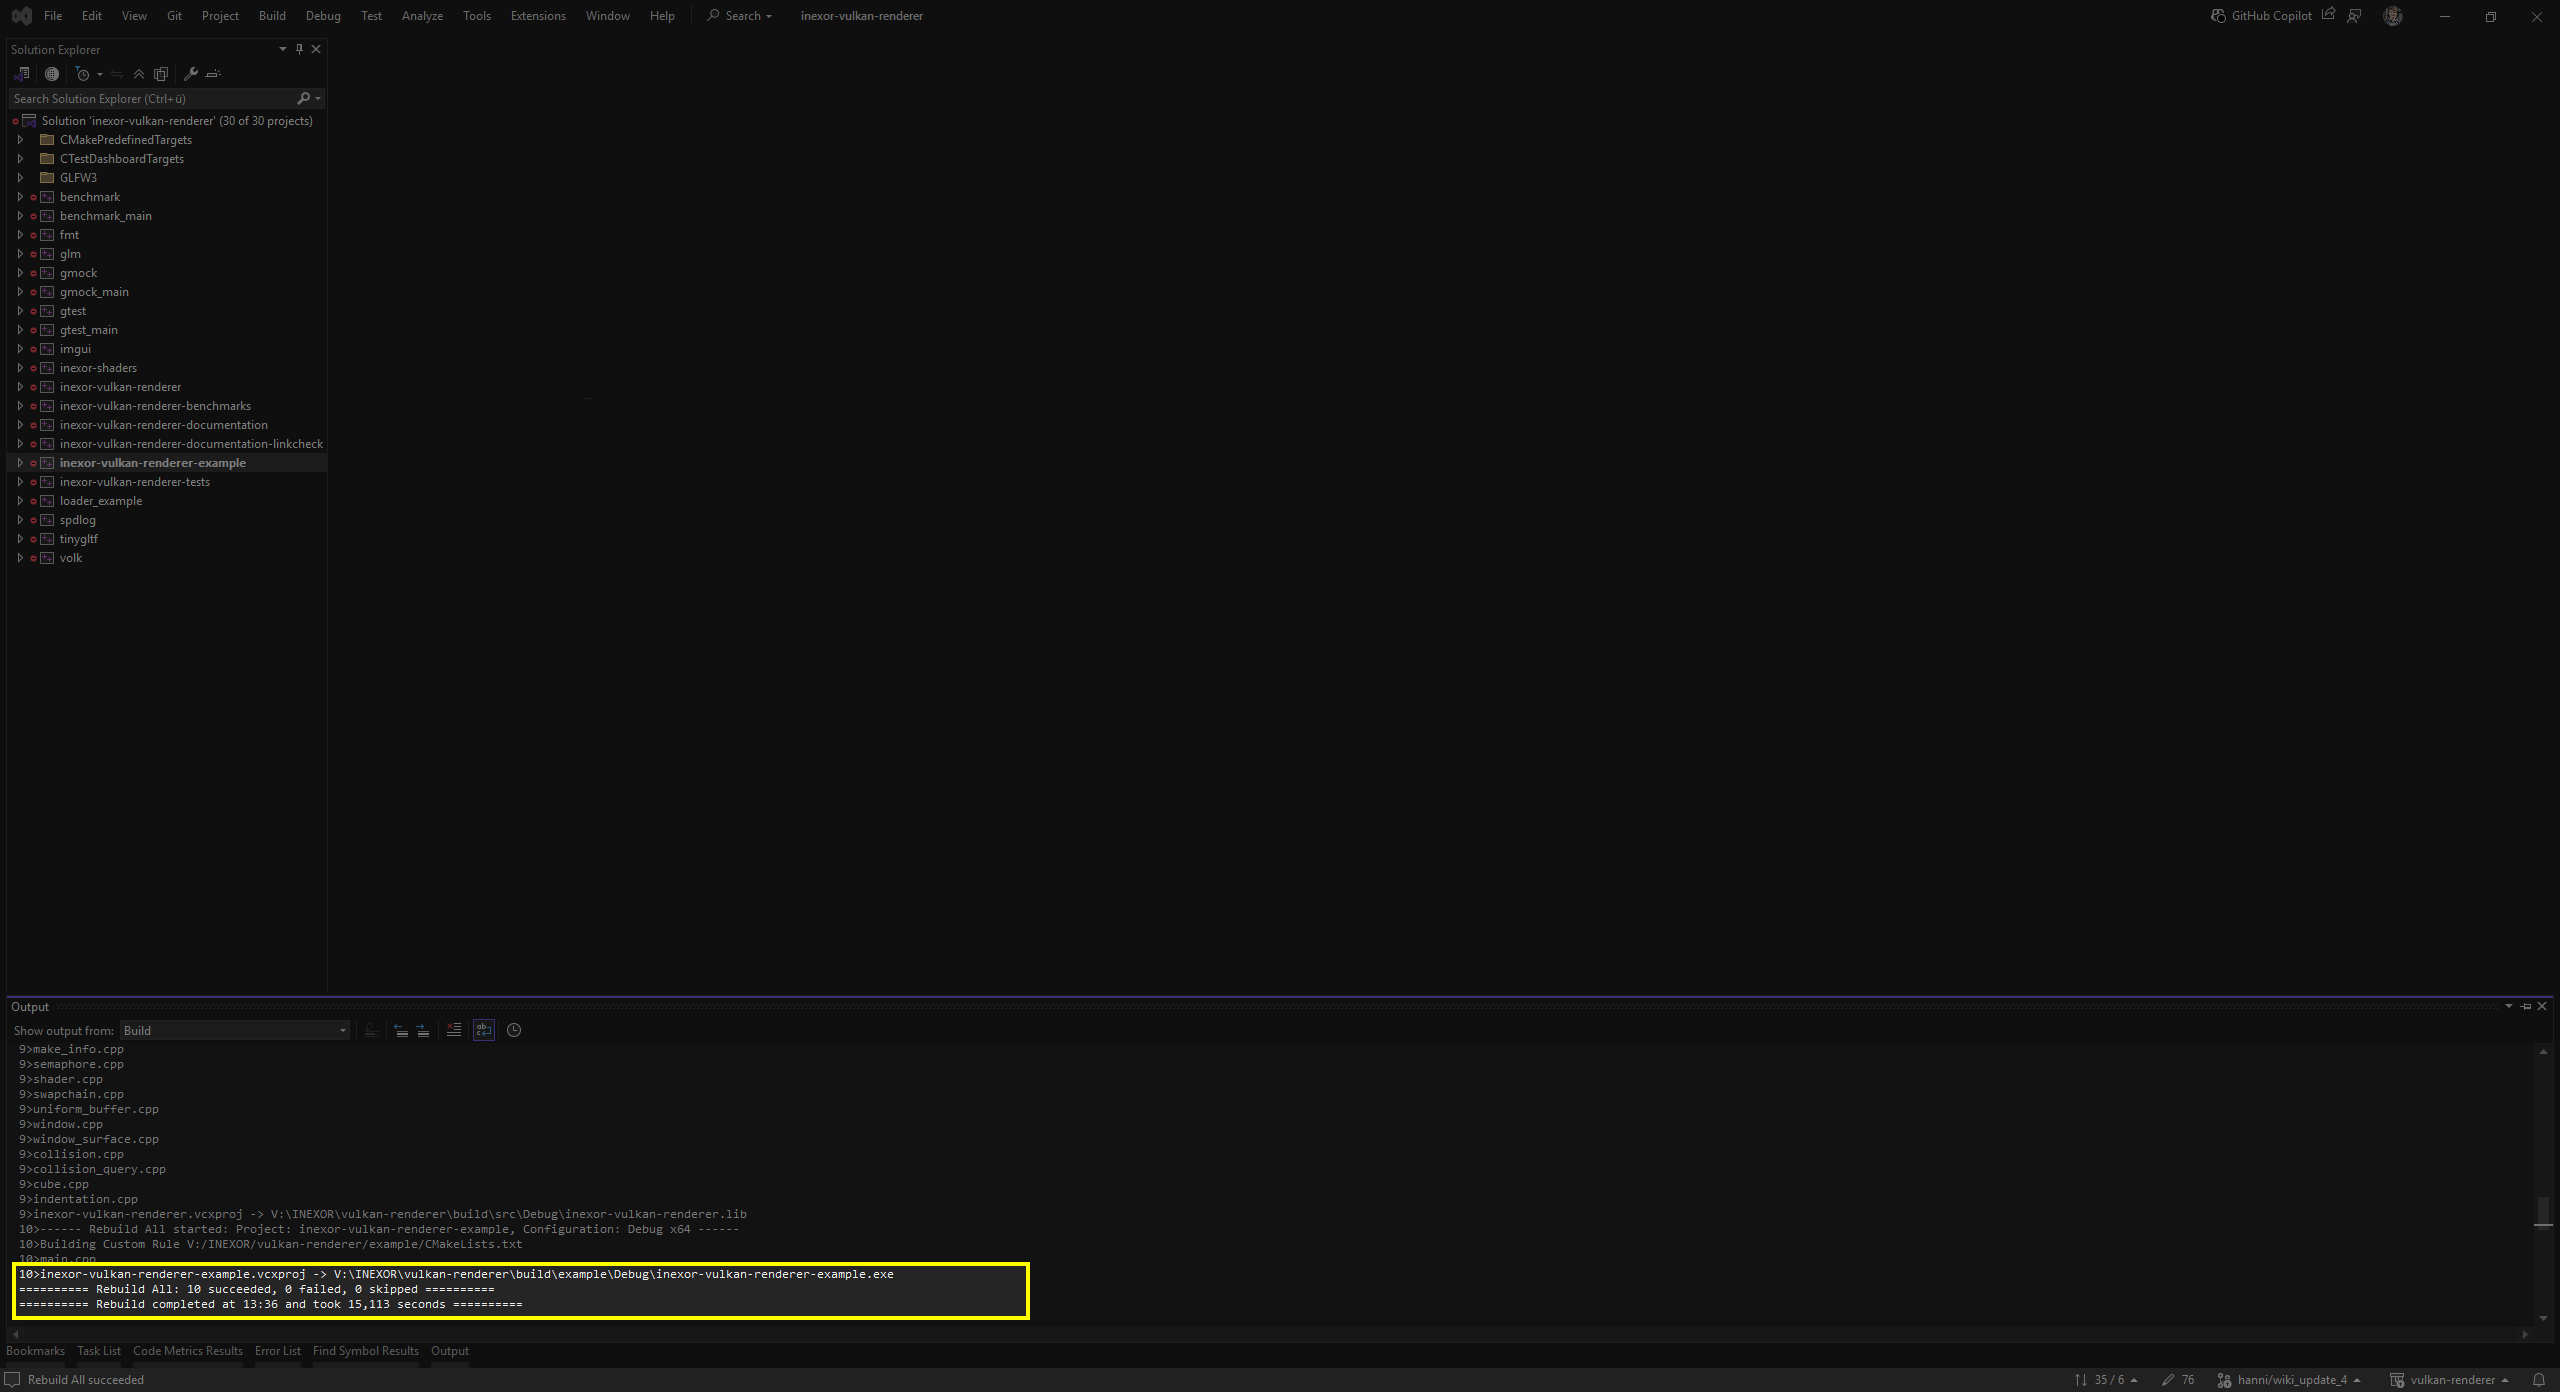 File Edit View Git Project Build Debug Test Analyze Tools Extensions Window Help Search inexor-vulkan-renderer GitHub Copilot
Solution Explorer
Search Solution Explorer (Ctrl+ü)
Solution 'inexor-vulkan-renderer' (30 of 30 projects)
CMakePredefinedTargets
CTestDashboardTargets
GLFW3
benchmark
benchmark_main
fmt
glm
gmock
gmock_main
gtest
gtest_main
imgui
inexor-shaders
inexor-vulkan-renderer
inexor-vulkan-renderer-benchmarks
inexor-vulkan-renderer-documentation
inexor-vulkan-renderer-documentation-linkcheck
inexor-vulkan-renderer-example
inexor-vulkan-renderer-tests
loader_example
spdlog
tinygltf
volk
Output
Show output from: Build
9>make_info.cpp
9>semaphore.cpp
9>shader.cpp
9>swapchain.cpp
9>uniform_buffer.cpp
9>window.cpp
9>window_surface.cpp
9>collision.cpp
9>collision_query.cpp
9>cube.cpp
9>indentation.cpp
9>inexor-vulkan-renderer.vcxproj -> V:\INEXOR\vulkan-renderer\build\src\Debug\inexor-vulkan-renderer.lib
10>------ Rebuild All started: Project: inexor-vulkan-renderer-example, Configuration: Debug x64 ------
10>Building Custom Rule V:/INEXOR/vulkan-renderer/example/CMakeLists.txt
10>main.cpp
10>inexor-vulkan-renderer-example.vcxproj -> V:\INEXOR\vulkan-renderer\build\example\Debug\inexor-vulkan-renderer-example.exe
========== Rebuild All: 10 succeeded, 0 failed, 0 skipped ==========
========== Rebuild completed at 13:36 and took 15,113 seconds ==========
Bookmarks Task List Code Metrics Results Error List Find Symbol Results Output
Rebuild All succeeded 35 / 6 76 hanni/wiki_update_4 vulkan-renderer